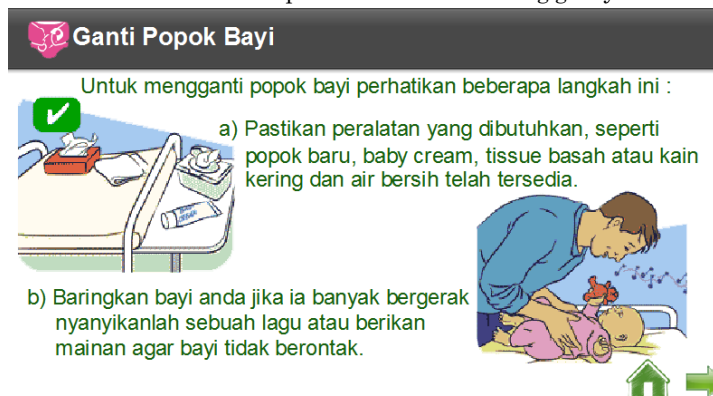 Ganti Popok Bayi
Untuk mengganti popok bayi perhatikan beberapa langkah ini :
a) Pastikan peralatan yang dibutuhkan, seperti
popok baru, baby cream, tissue basah atau kain
kering dan air bersih telah tersedia.
b) Baringkan bayi anda jika ia banyak bergerak
nyanyikanlah sebuah lagu atau berikan
mainan agar bayi tidak berontak.